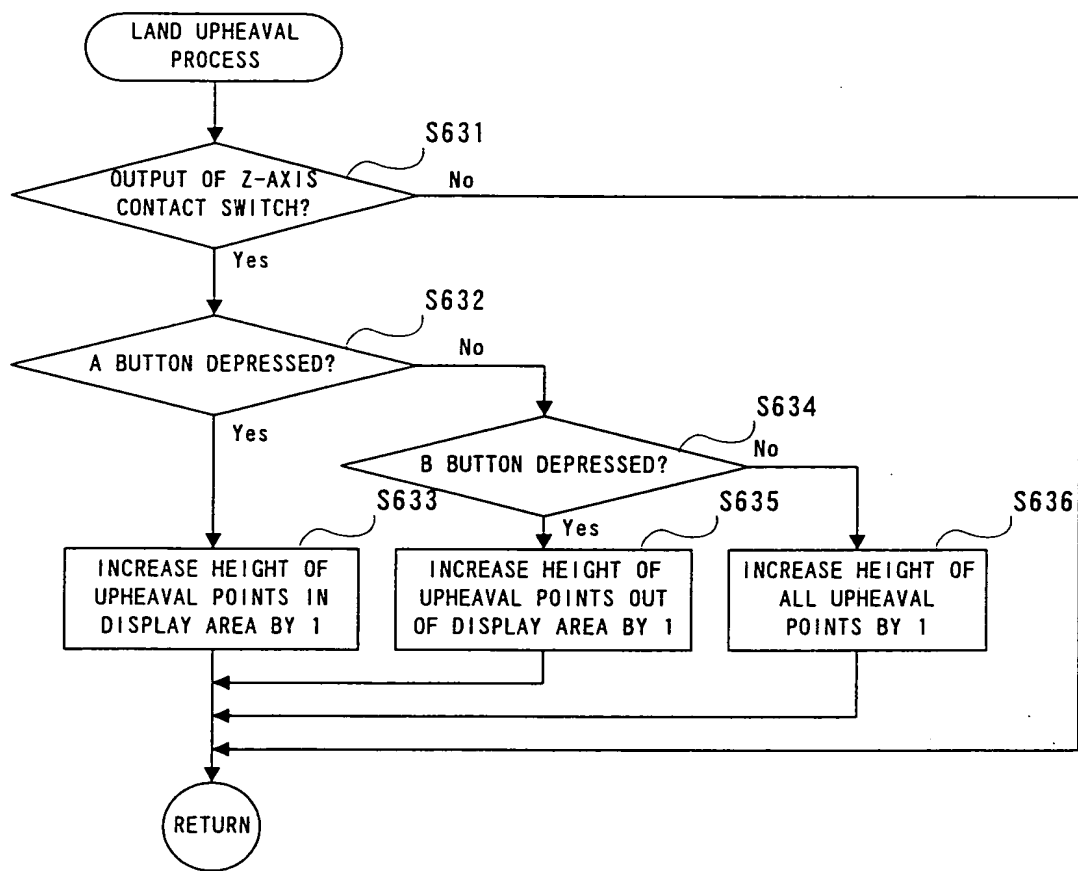 LAND UPHEAVAL
PROCESS
S631
OUTPUT OF Z-AXIS
CONTACT SWITCH?
No
Yes
S632
A BUTTON DEPRESSED?
No
Yes
S634
B BUTTON DEPRESSED?
No
Yes
S633
INCREASE HEIGHT OF
UPHEAVAL POINTS IN
DISPLAY AREA BY 1
S635
INCREASE HEIGHT OF
UPHEAVAL POINTS OUT
OF DISPLAY AREA BY 1
S636
INCREASE HEIGHT OF
ALL UPHEAVAL
POINTS BY 1
RETURN